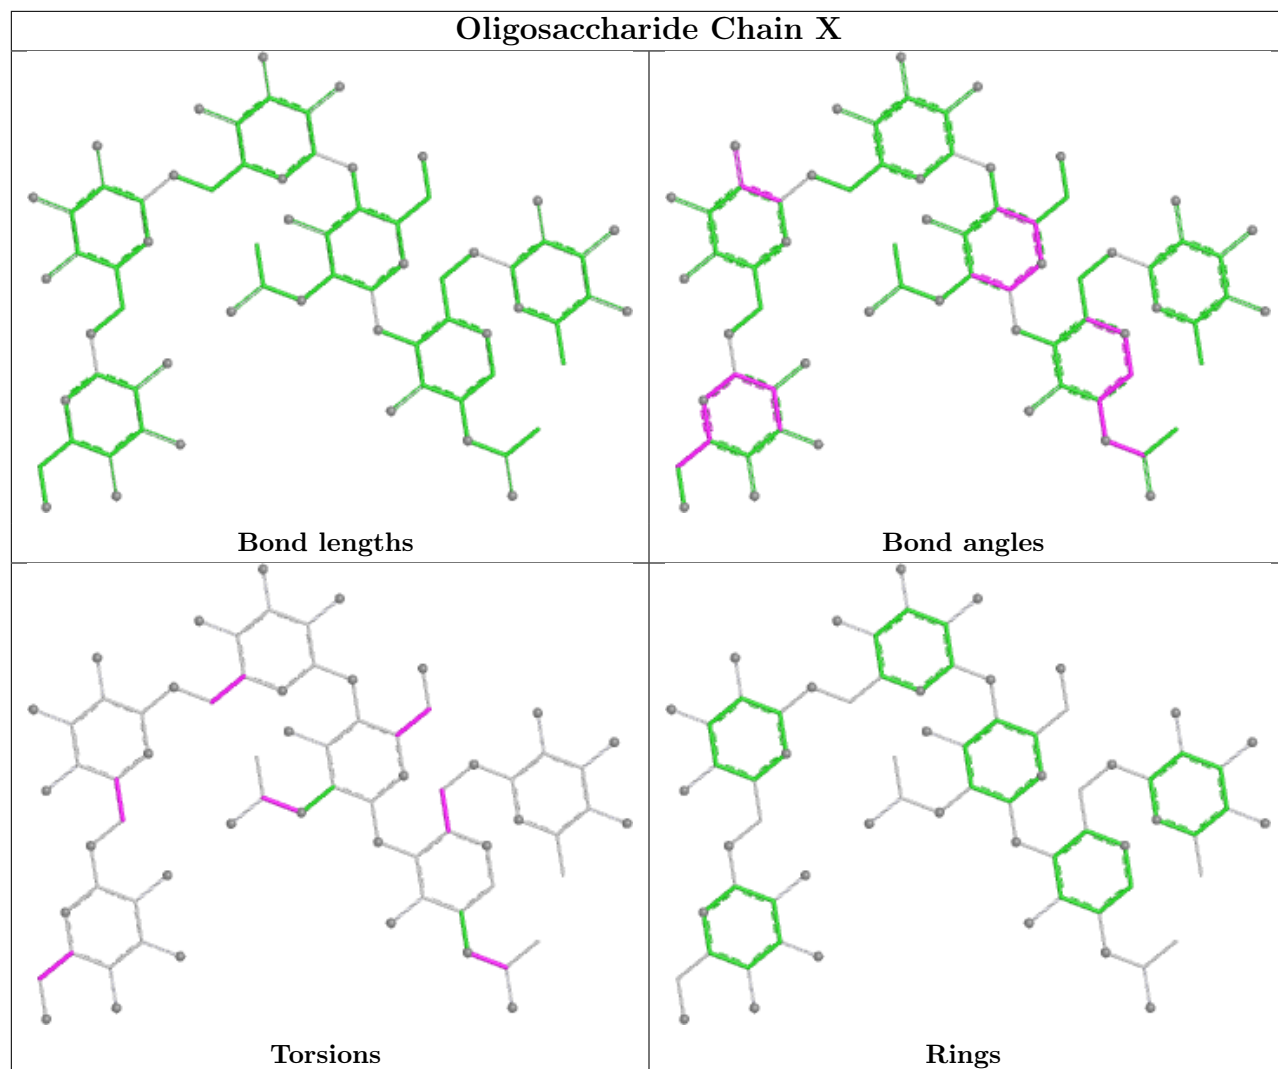 Oligosaccharide Chain X
Bond lengths
Bond angles
Torsions
Rings